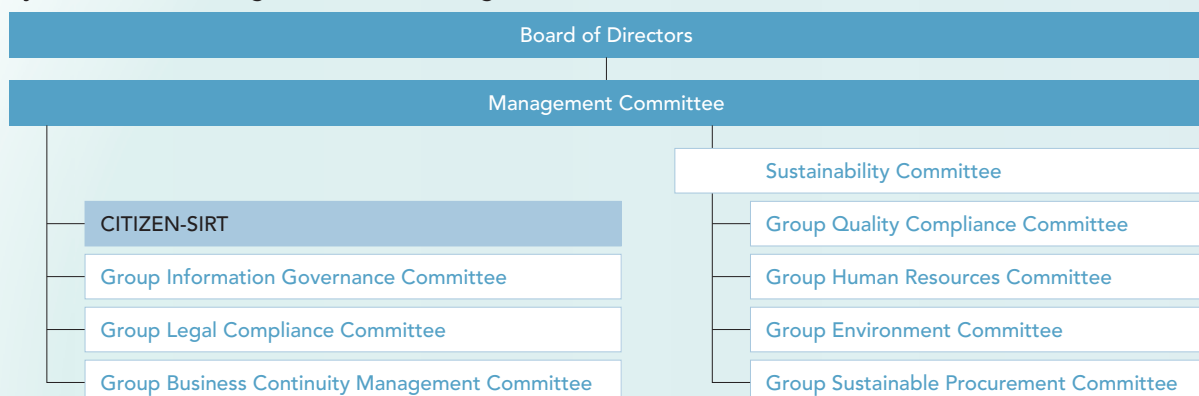 Board of Directors
Management Committee
Sustainability Committee
CITIZEN-SIRT
Group Information Governance Committee
Group Legal Compliance Committee
Group Business Continuity Management Committee
Group Quality Compliance Committee
Group Human Resources Committee
Group Environment Committee
Group Sustainable Procurement Committee